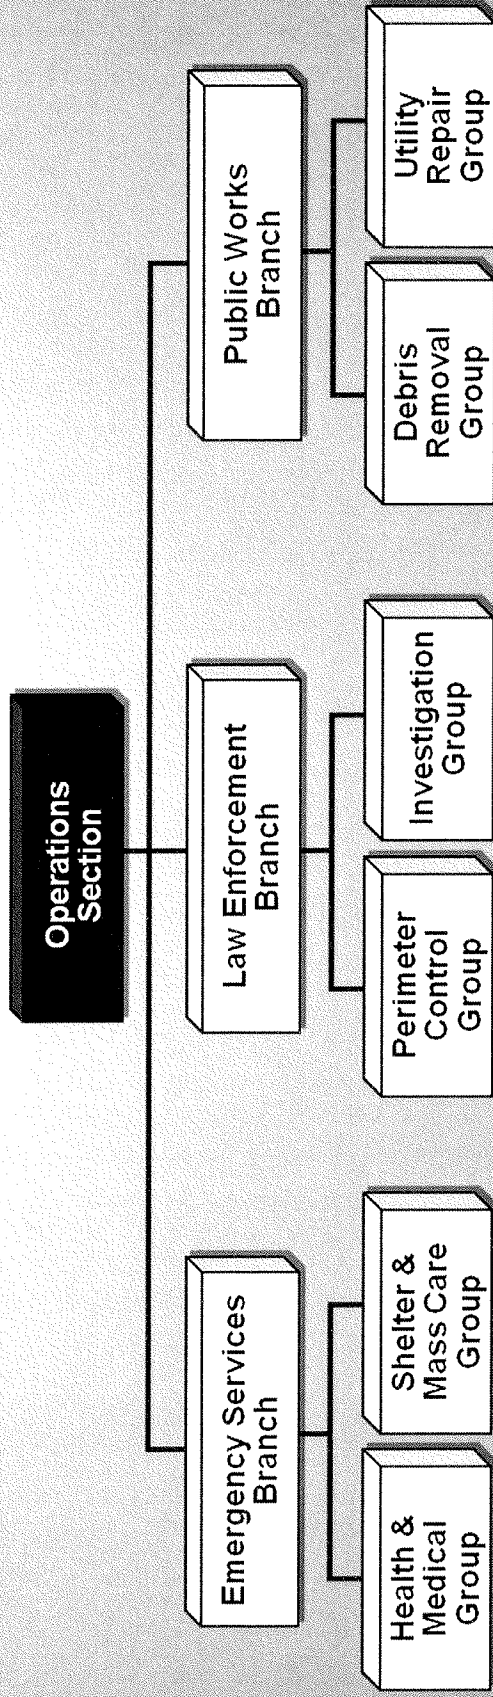 Operations
Section
Emergency Services
Branch
Law Enforcement
Branch
Public Works
Branch
Health &
Medical
Group
Shelter &
Mass Care
Group
Perimeter
Control
Group
Investigation
Group
Debris
Removal
Group
Utility
Repair
Group